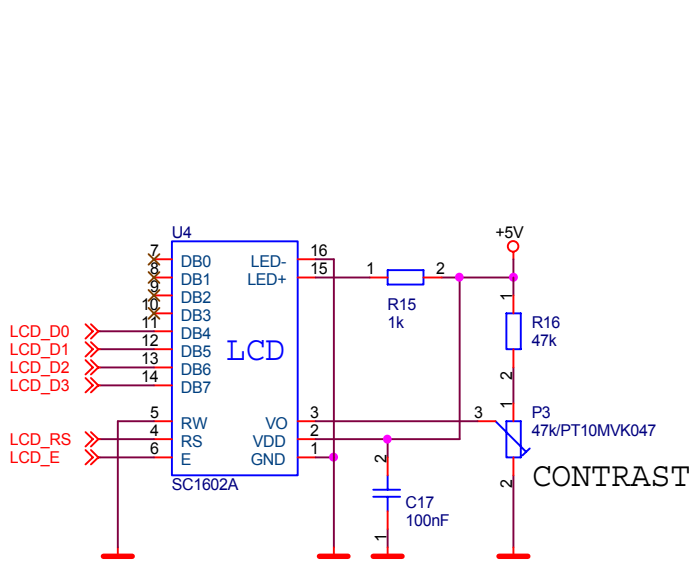 U4
+5V
7 DB0 LED- 16
8 DB1 LED+ 15 1 2
9 DB2
10 DB3
R15
1k
1
R16
47k
2
LCD_D0 11 DB4
LCD_D1 12 DB5
LCD_D2 13 DB6
LCD_D3 14 DB7
LCD
5 RW VO 3 3
LCD_RS 4 RS VDD 2
LCD_E 6 E GND 1
SC1602A
1
P3
47k/PT10MVK047
2
CONTRAST
2
C17
100nF
1